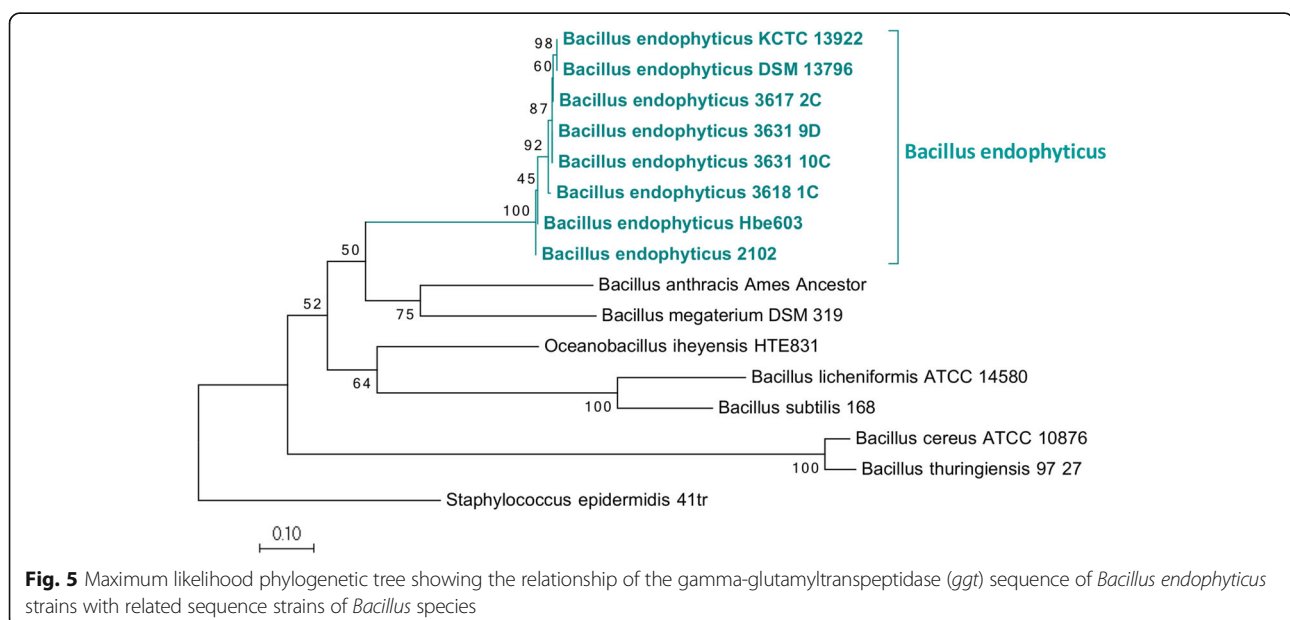 98
Bacillus endophyticus KCTC 13922
60
Bacillus endophyticus DSM 13796
87
Bacillus endophyticus 3617 2C
Bacillus endophyticus 3631 9D
92
Bacillus endophyticus 3631 10C
Bacillus endophyticus
45
Bacillus endophyticus 3618 1C
100
Bacillus endophyticus Hbe603
50
Bacillus endophyticus 2102
Bacillus anthracis Ames Ancestor
52
75
Bacillus megaterium DSM 319
Oceanobacillus iheyensis HTE831
64
Bacillus licheniformis ATCC 14580
100
Bacillus subtilis 168
Bacillus cereus ATCC 10876
100
Bacillus thuringiensis 97 27
Staphylococcus epidermidis 41tr
0.10
Fig. 5 Maximum likelihood phylogenetic tree showing the relationship of the gamma-glutamyltranspeptidase (ggt) sequence of Bacillus endophyticus
strains with related sequence strains of Bacillus species